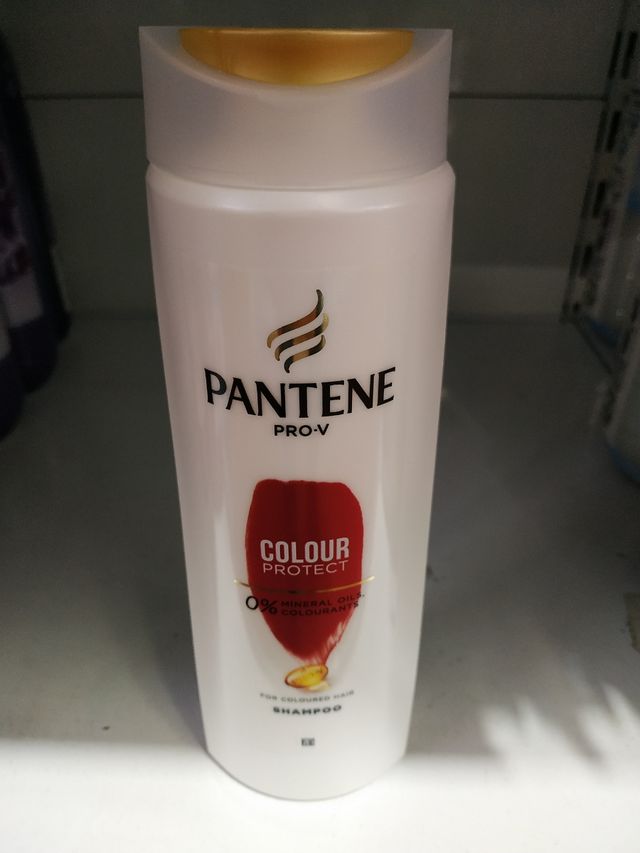 PANTENE
PRO-V
COLOUR
PROTECT
0% MINERAL OILS,
COLOURANTS
FOR COLOURED HAIR
SHAMPOO